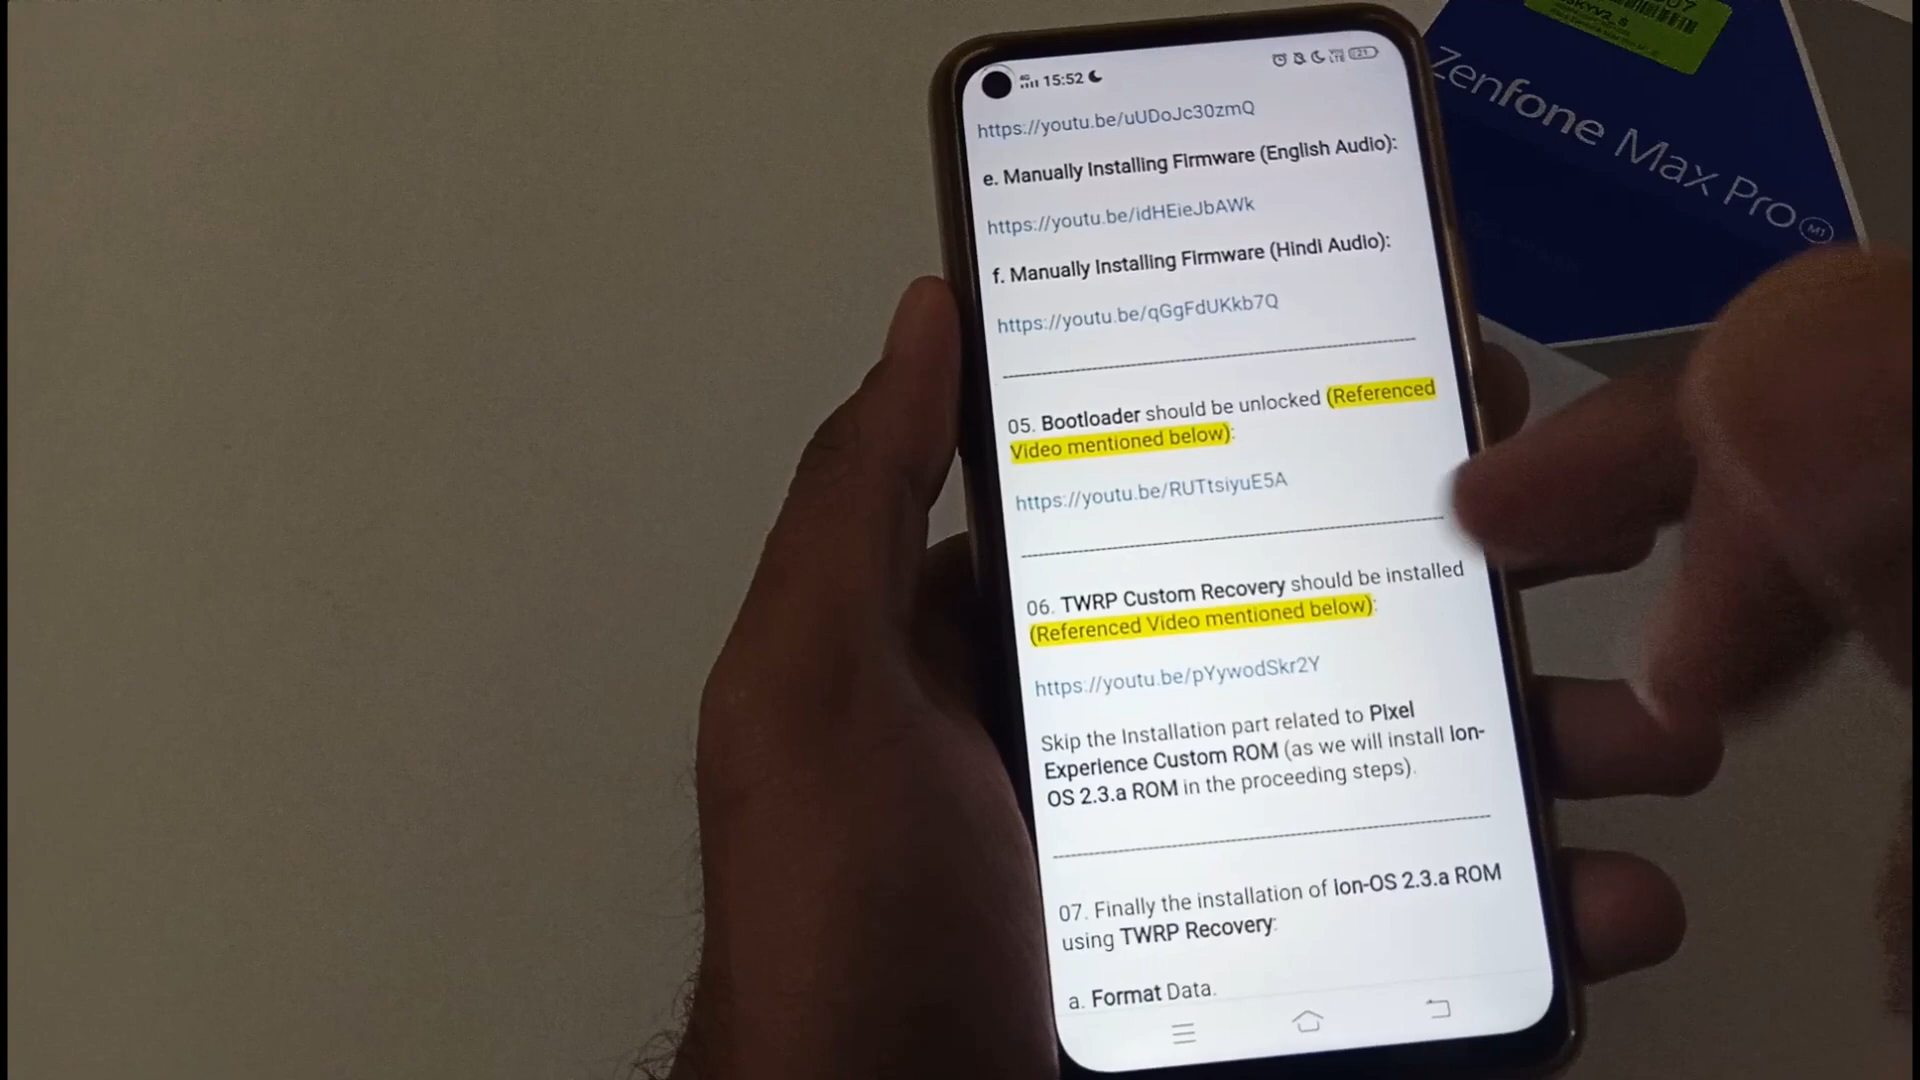 15:52
https://youtu.be/uUDoJc30zmQ
e. Manually Installing Firmware (English Audio):
https://youtu.be/idHEieJbAWk
f. Manually Installing Firmware (Hindi Audio):
https://youtu.be/qGgFdUKkb7Q
05. Bootloader should be unlocked (Referenced
Video mentioned below):
https://youtu.be/RUTtsiyuE5A
06. TWRP Custom Recovery should be installed
(Referenced Video mentioned below):
https://youtu.be/pYywodSkr2Y
Skip the Installation part related to Pixel
Experience Custom ROM (as we will install Ion-
OS 2.3.a ROM in the proceeding steps).
07. Finally the installation of Ion-OS 2.3.a ROM
using TWRP Recovery:
a. Format Data.
Zenfone Max Pro M1